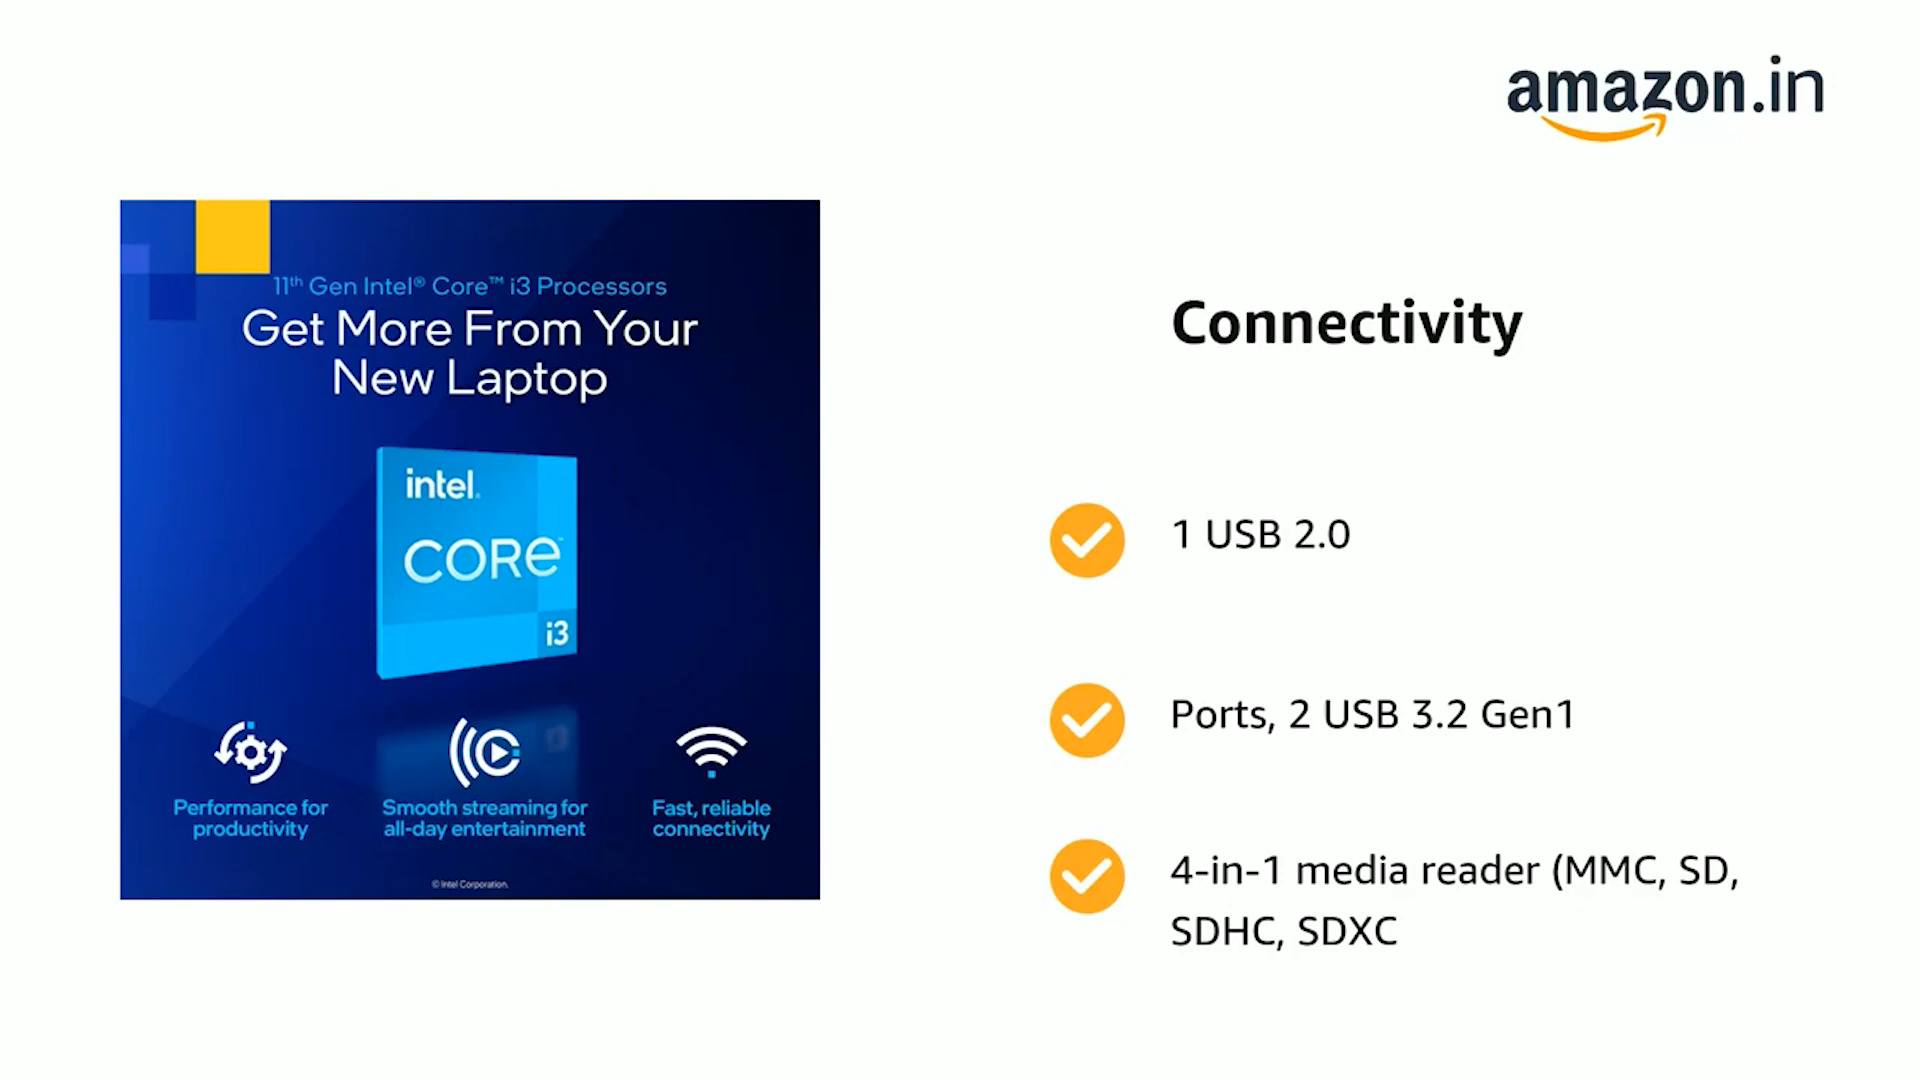 amazon.in
11th Gen Intel® Core™ i3 Processors
Get More From Your
New Laptop
intel.
CORE™
i3
Performance for
productivity
Smooth streaming for
all-day entertainment
Fast, reliable
connectivity
© Intel Corporation.
Connectivity
1 USB 2.0
Ports, 2 USB 3.2 Gen1
4-in-1 media reader (MMC, SD,
SDHC, SDXC